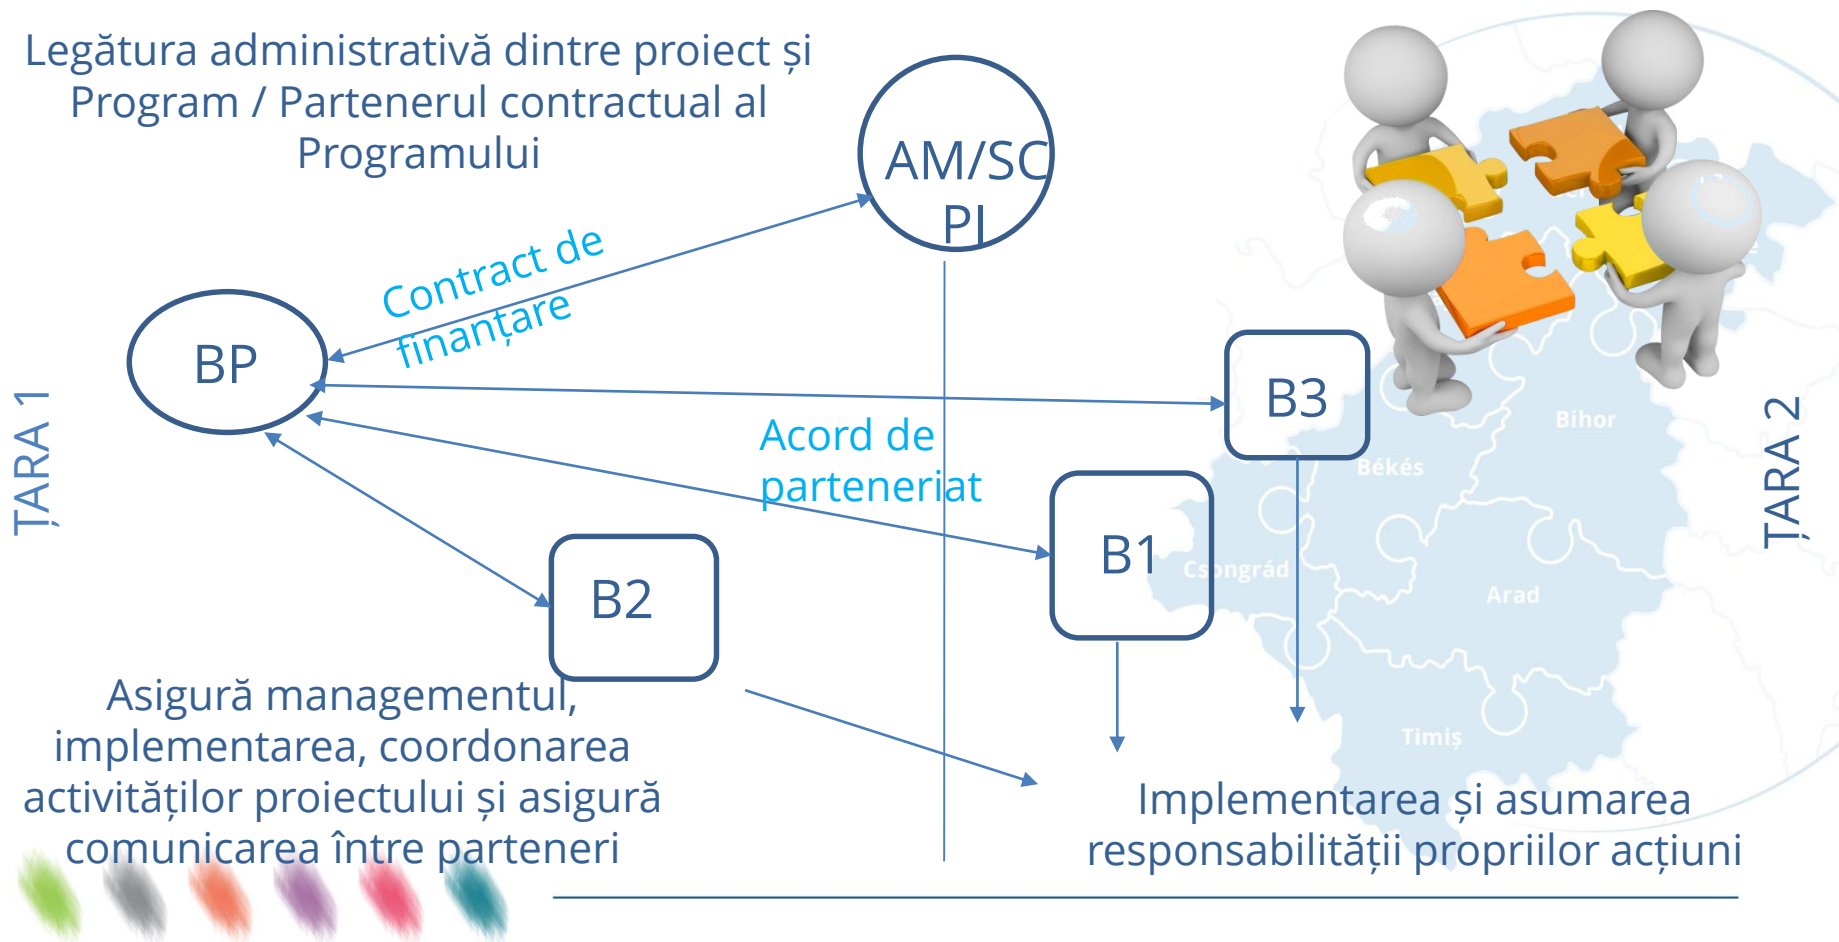 Legătura administrativă dintre proiect și
Program / Partenerul contractual al
Programului
AM/SC
PI
Contract de
finanțare
BP
B3
ȚARA 1
ȚARA 2
Acord de
parteneriat
Bihor
Békés
B1
Csongrád
B2
Arad
Timiș
Asigură managementul,
implementarea, coordonarea
activităților proiectului și asigură
comunicarea între parteneri
Implementarea și asumarea
responsabilității propriilor acțiuni